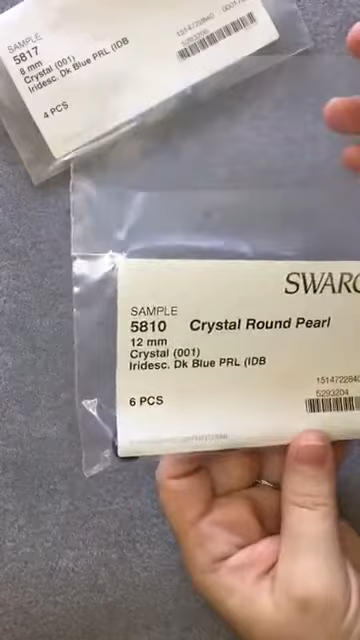 SAMPLE
5817
8 mm
Crystal (001)
Iridesc. Dk Blue PRL (IDB
4 PCS
SWARO
SAMPLE
5810 Crystal Round Pearl
12 mm
Crystal (001)
Iridesc. Dk Blue PRL (IDB
6 PCS
1514722840
5293204